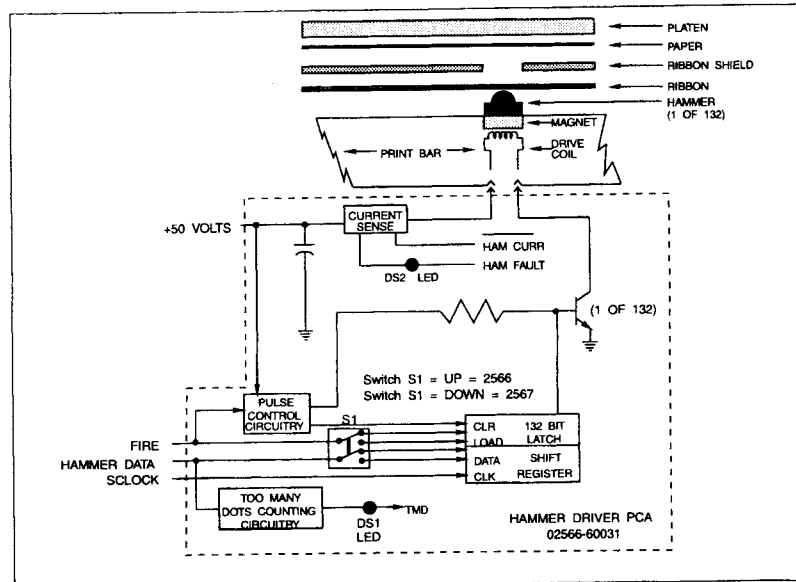 PLATEN
PAPER
RIBBON SHIELD
RIBBON
HAMMER
(1 OF 132)
MAGNET
PRINT BAR
DRIVE
COIL
+50 VOLTS
CURRENT
SENSE
HAM CURR
HAM FAULT
DS2 LED
(1 OF 132)
Switch S1 = UP = 2566
Switch S1 = DOWN = 2567
PULSE
CONTROL
CIRCUITRY
S1
CLR
132 BIT
LOAD
LATCH
FIRE
HAMMER DATA
DATA
SHIFT
SCLOCK
CLK
REGISTER
TOO MANY
DOTS COUNTING
CIRCUITRY
TMD
DS1
LED
HAMMER DRIVER PCA
02566-60031